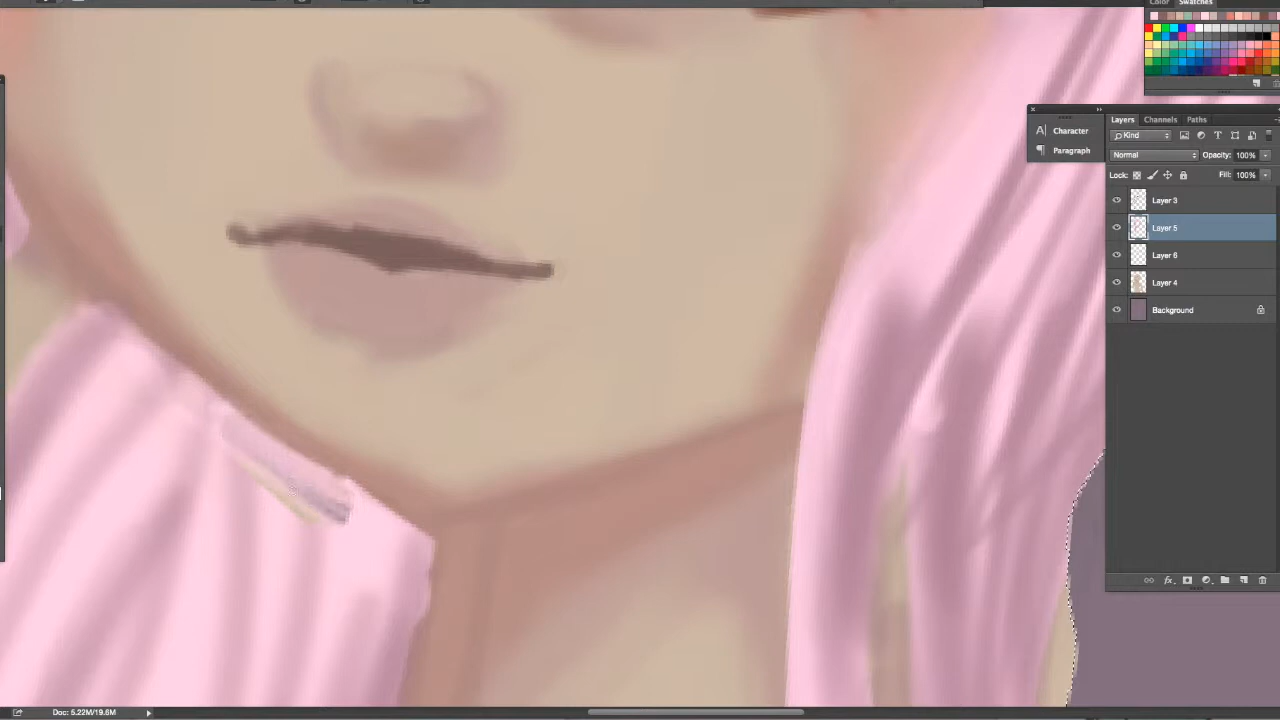 Color Swatches
Character
Paragraph
Layers Channels Paths
Kind
Normal Opacity: 100%
Lock: Fill: 100%
Layer 3
Layer 5
Layer 6
Layer 4
Background
fx
Doc: 5.22M/19.6M